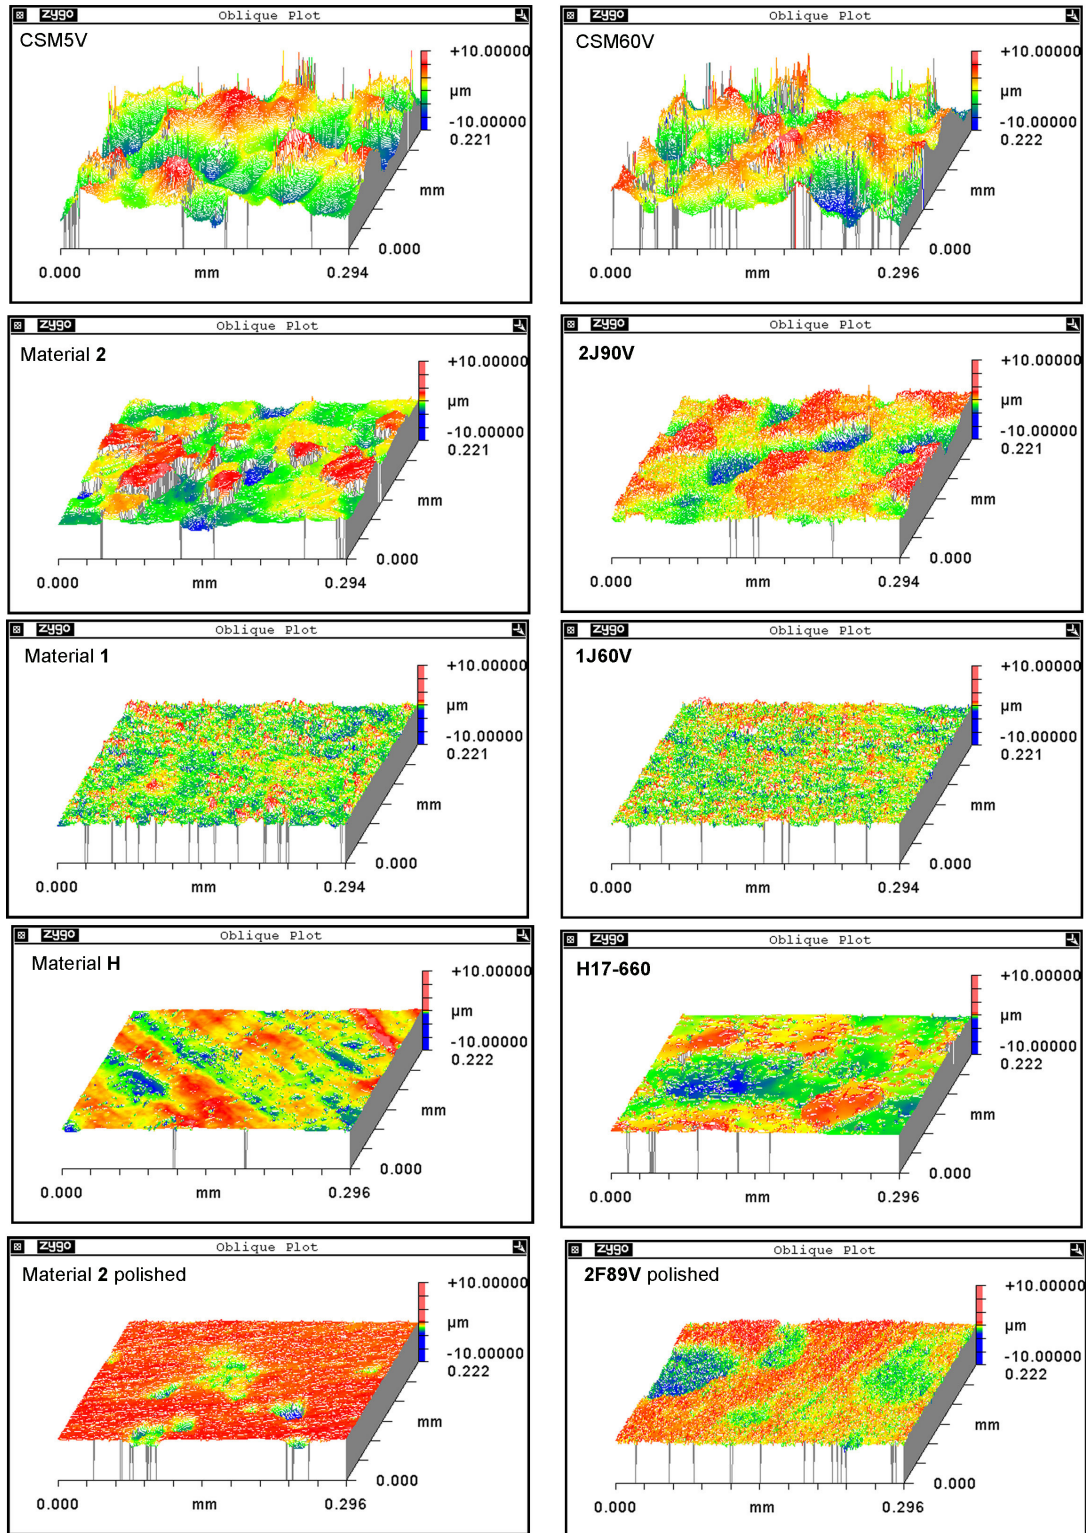 zygo Oblique Plot
CSM5V
+10.00000
µm
-10.00000
0.221
mm
0.000
0.000 mm 0.294
zygo Oblique Plot
CSM60V
+10.00000
µm
-10.00000
0.222
mm
0.000
0.000 mm 0.296
zygo Oblique Plot
Material 2
+10.00000
µm
-10.00000
0.221
mm
0.000
0.000 mm 0.294
zygo Oblique Plot
2J90V
+10.00000
µm
-10.00000
0.221
mm
0.000
0.000 mm 0.294
zygo Oblique Plot
Material 1
+10.00000
µm
-10.00000
0.221
mm
0.000
0.000 mm 0.294
zygo Oblique Plot
1J60V
+10.00000
µm
-10.00000
0.221
mm
0.000
0.000 mm 0.294
zygo Oblique Plot
Material H
+10.00000
µm
-10.00000
0.222
mm
0.000
0.000 mm 0.296
zygo Oblique Plot
H17-660
+10.00000
µm
-10.00000
0.222
mm
0.000
0.000 mm 0.296
zygo Oblique Plot
Material 2 polished
+10.00000
µm
-10.00000
0.222
mm
0.000
0.000 mm 0.296
zygo Oblique Plot
2F89V polished
+10.00000
µm
-10.00000
0.222
mm
0.000
0.000 mm 0.296